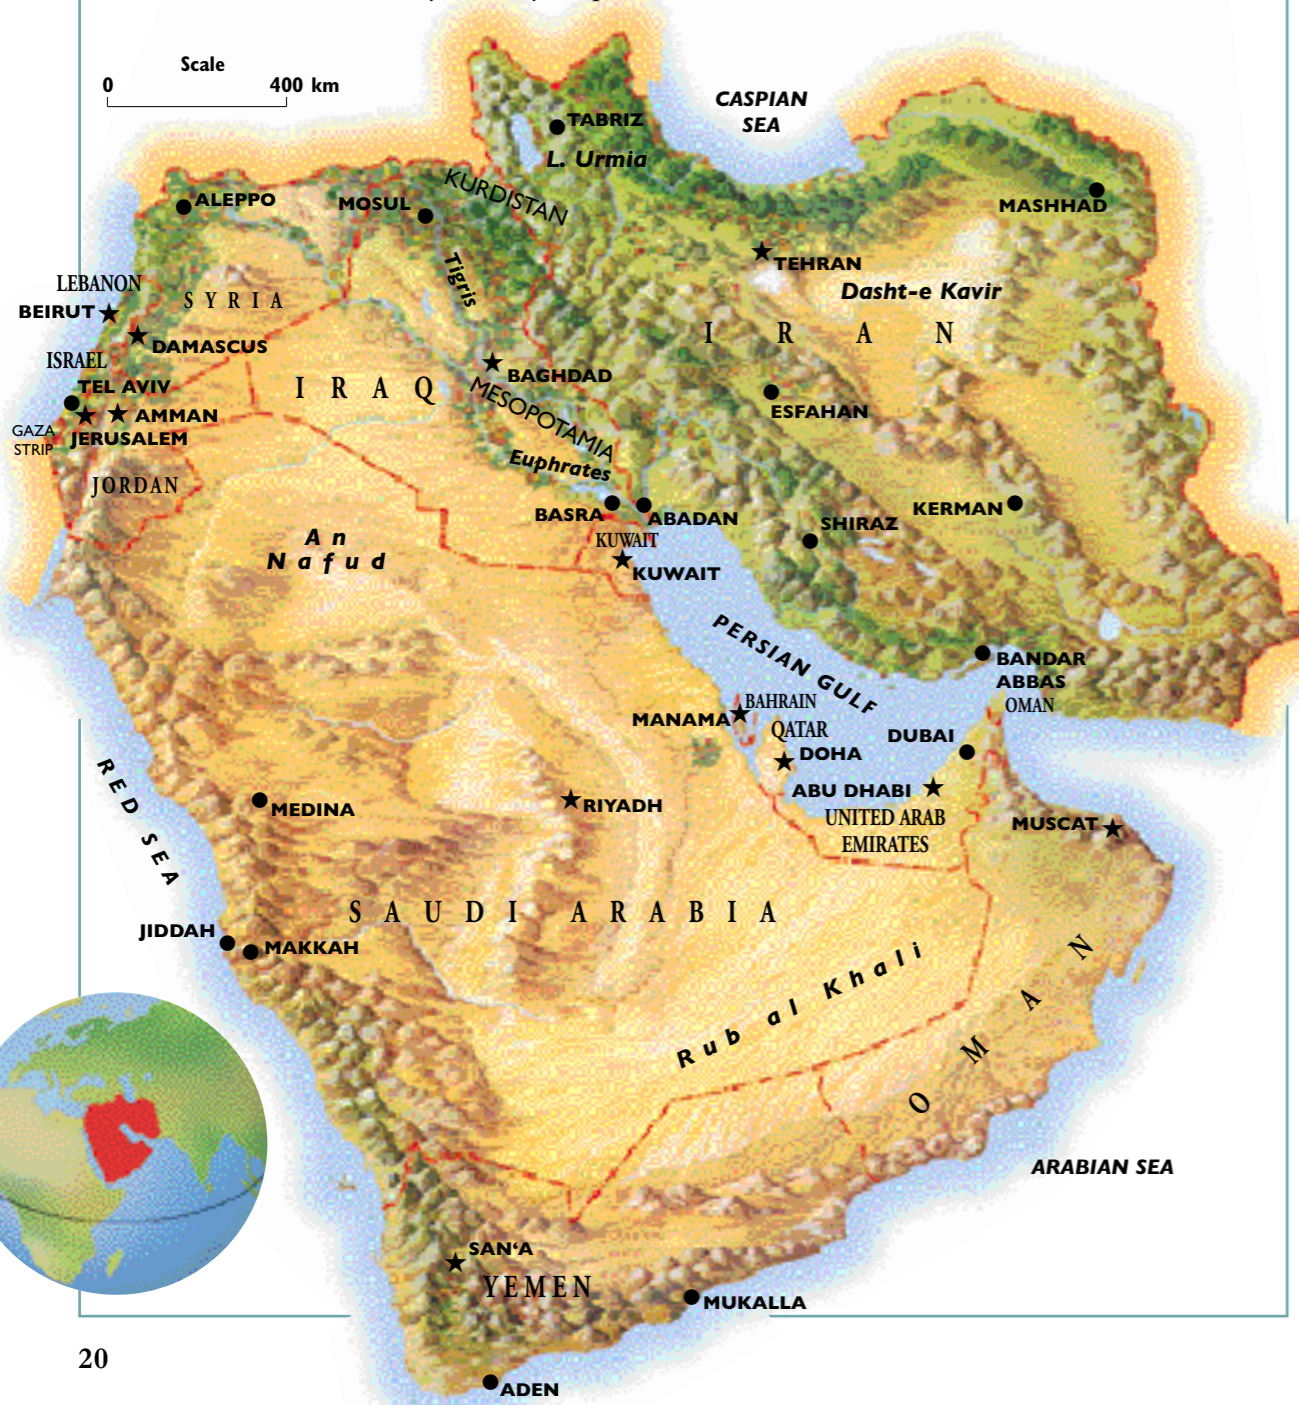 Scale
0 400 km
CASPIAN
SEA
TABRIZ
L. Urmia
KURDISTAN
ALEPPO
MOSUL
MASHHAD
Tigris
TEHRAN
Dasht-e Kavir
LEBANON
SYRIA
BEIRUT
IRAN
DAMASCUS
ISRAEL
TEL AVIV
IRAQ
BAGHDAD
MESOPOTAMIA
ESFAHAN
AMMAN
GAZA
STRIP
JERUSALEM
Euphrates
JORDAN
BASRA
ABADAN
SHIRAZ
KERMAN
An
Nafud
KUWAIT
KUWAIT
PERSIAN GULF
BANDAR
ABBAS
OMAN
BAHRAIN
MANAMA
QATAR
DUBAI
DOHA
RED SEA
ABU DHABI
MEDINA
RIYADH
UNITED ARAB
EMIRATES
MUSCAT
SAUDI ARABIA
JIDDAH
MAKKAH
Rub al Khali
OMAN
ARABIAN SEA
SAN‘A
YEMEN
MUKALLA
20
ADEN